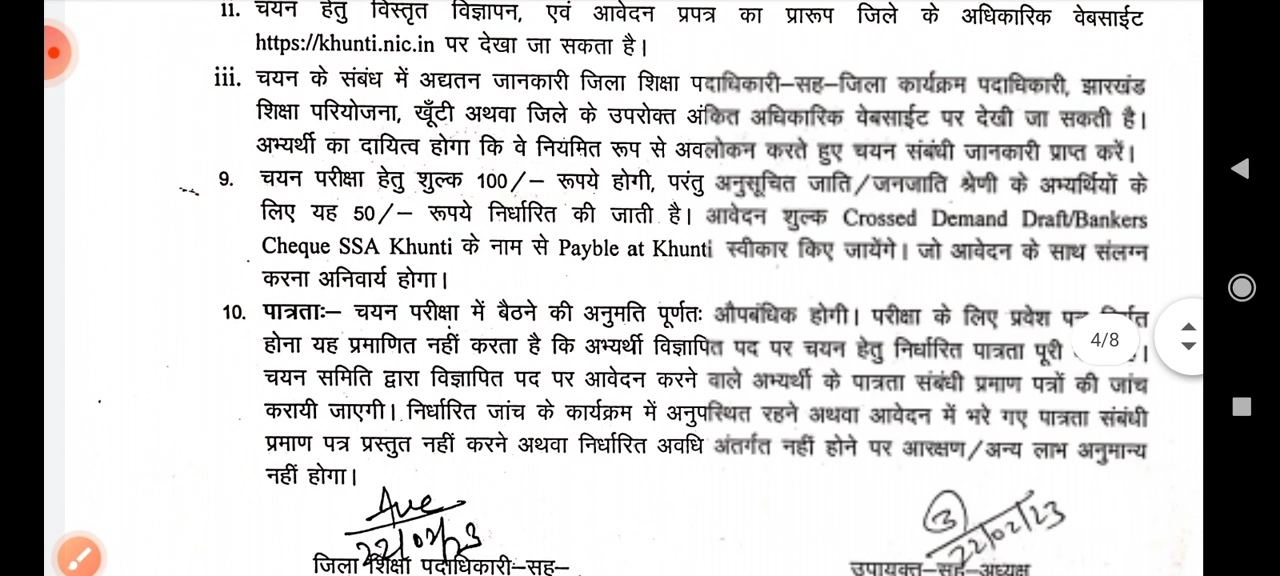 ii. चयन हेतु विस्तृत विज्ञापन, एवं आवेदन प्रपत्र का प्रारूप जिले के अधिकारिक वेबसाईट
https://khunti.nic.in पर देखा जा सकता है।
iii. चयन के संबंध में अद्यतन जानकारी जिला शिक्षा पदाधिकारी–सह–जिला कार्यक्रम पदाधिकारी, झारखंड
शिक्षा परियोजना, खूँटी अथवा जिले के उपरोक्त अंकित अधिकारिक वेबसाईट पर देखी जा सकती है।
अभ्यर्थी का दायित्व होगा कि वे नियमित रूप से अवलोकन करते हुए चयन संबंधी जानकारी प्राप्त करें।
9. चयन परीक्षा हेतु शुल्क 100/– रूपये होगी, परंतु अनुसूचित जाति/जनजाति श्रेणी के अभ्यर्थियों के
लिए यह 50/– रूपये निर्धारित की जाती है। आवेदन शुल्क Crossed Demand Draft/Bankers
Cheque SSA Khunti के नाम से Payble at Khunti स्वीकार किए जायेंगे। जो आवेदन के साथ संलग्न
करना अनिवार्य होगा।
10. पात्रताः– चयन परीक्षा में बैठने की अनुमति पूर्णतः औपबंधिक होगी। परीक्षा के लिए प्रवेश
होना यह प्रमाणित नहीं करता है कि अभ्यर्थी विज्ञापित पद पर चयन हेतु निर्धारित पात्रता पूरी
4/8
चयन समिति द्वारा विज्ञापित पद पर आवेदन करने वाले अभ्यर्थी के पात्रता संबंधी प्रमाण पत्रों की जांच
करायी जाएगी। निर्धारित जांच के कार्यक्रम में अनुपस्थित रहने अथवा आवेदन में भरे गए पात्रता संबंधी
प्रमाण पत्र प्रस्तुत नहीं करने अथवा निर्धारित अवधि अंतर्गत नहीं होने पर आरक्षण/अन्य लाभ अनुमान्य
नहीं होगा।
22/02/23
22/02/23
जिला शिक्षा पदाधिकारी–सह–
उपायुक्त–सह–अध्यक्ष